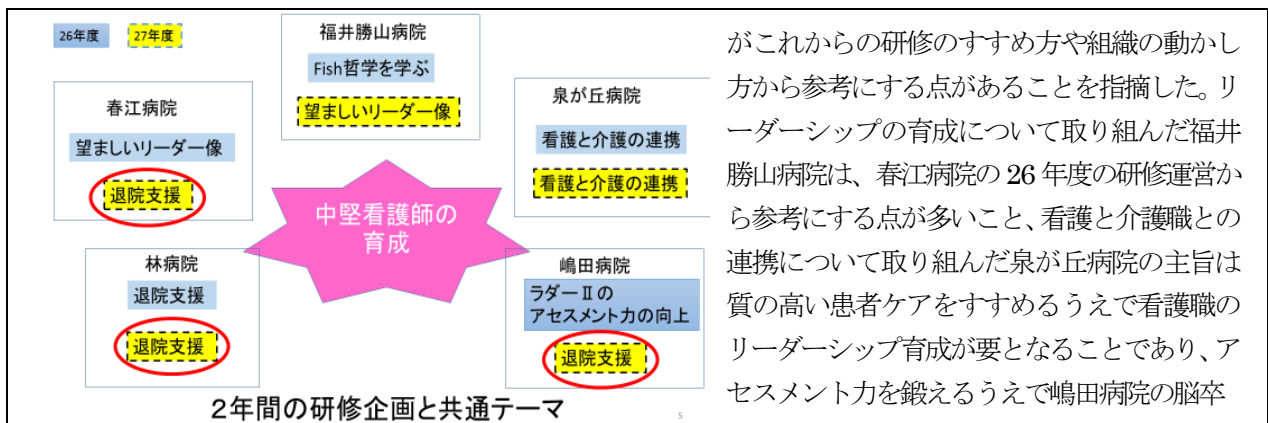 26年度
27年度
福井勝山病院
Fish哲学を学ぶ
望ましいリーダー像
春江病院
望ましいリーダー像
退院支援
泉が丘病院
看護と介護の連携
看護と介護の連携
中堅看護師の
育成
林病院
退院支援
退院支援
嶋田病院
ラダーⅡの
アセスメント力の向上
退院支援
2年間の研修企画と共通テーマ
5
がこれからの研修のすすめ方や組織の動かし
方から参考にする点があることを指摘した。リ
ーダーシップの育成について取り組んだ福井
勝山病院は、春江病院の 26 年度の研修運営か
ら参考にする点が多いこと、看護と介護職との
連携について取り組んだ泉が丘病院の主旨は
質の高い患者ケアをすすめるうえで看護職の
リーダーシップ育成が要となることであり、ア
セスメント力を鍛えるうえで嶋田病院の脳卒